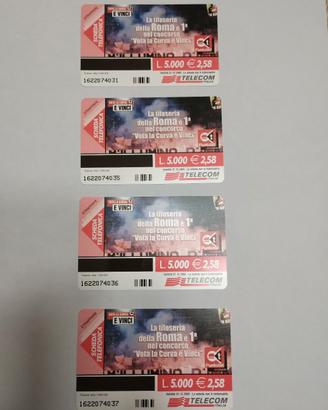 E VINCI
SCHEDA
TELEFONICA
La tifoseria
della Roma è 1ª
nel concorso
"Vota la Curva e Vinci"
L. 5.000 € 2,58
1622074031
TELECOM
VOTA LA CURVA
E VINCI
SCHEDA
TELEFONICA
La tifoseria
della Roma è 1ª
nel concorso
"Vota la Curva e Vinci"
L. 5.000 € 2,58
1622074035
TELECOM
E VINCI
SCHEDA
TELEFONICA
La tifoseria
della Roma è 1ª
nel concorso
"Vota la Curva e Vinci"
L. 5.000 € 2,58
1622074036
TELECOM
E VINCI
SCHEDA
TELEFONICA
La tifoseria
della Roma è 1ª
nel concorso
"Vota la Curva e Vinci"
L. 5.000 € 2,58
1622074037
TELECOM